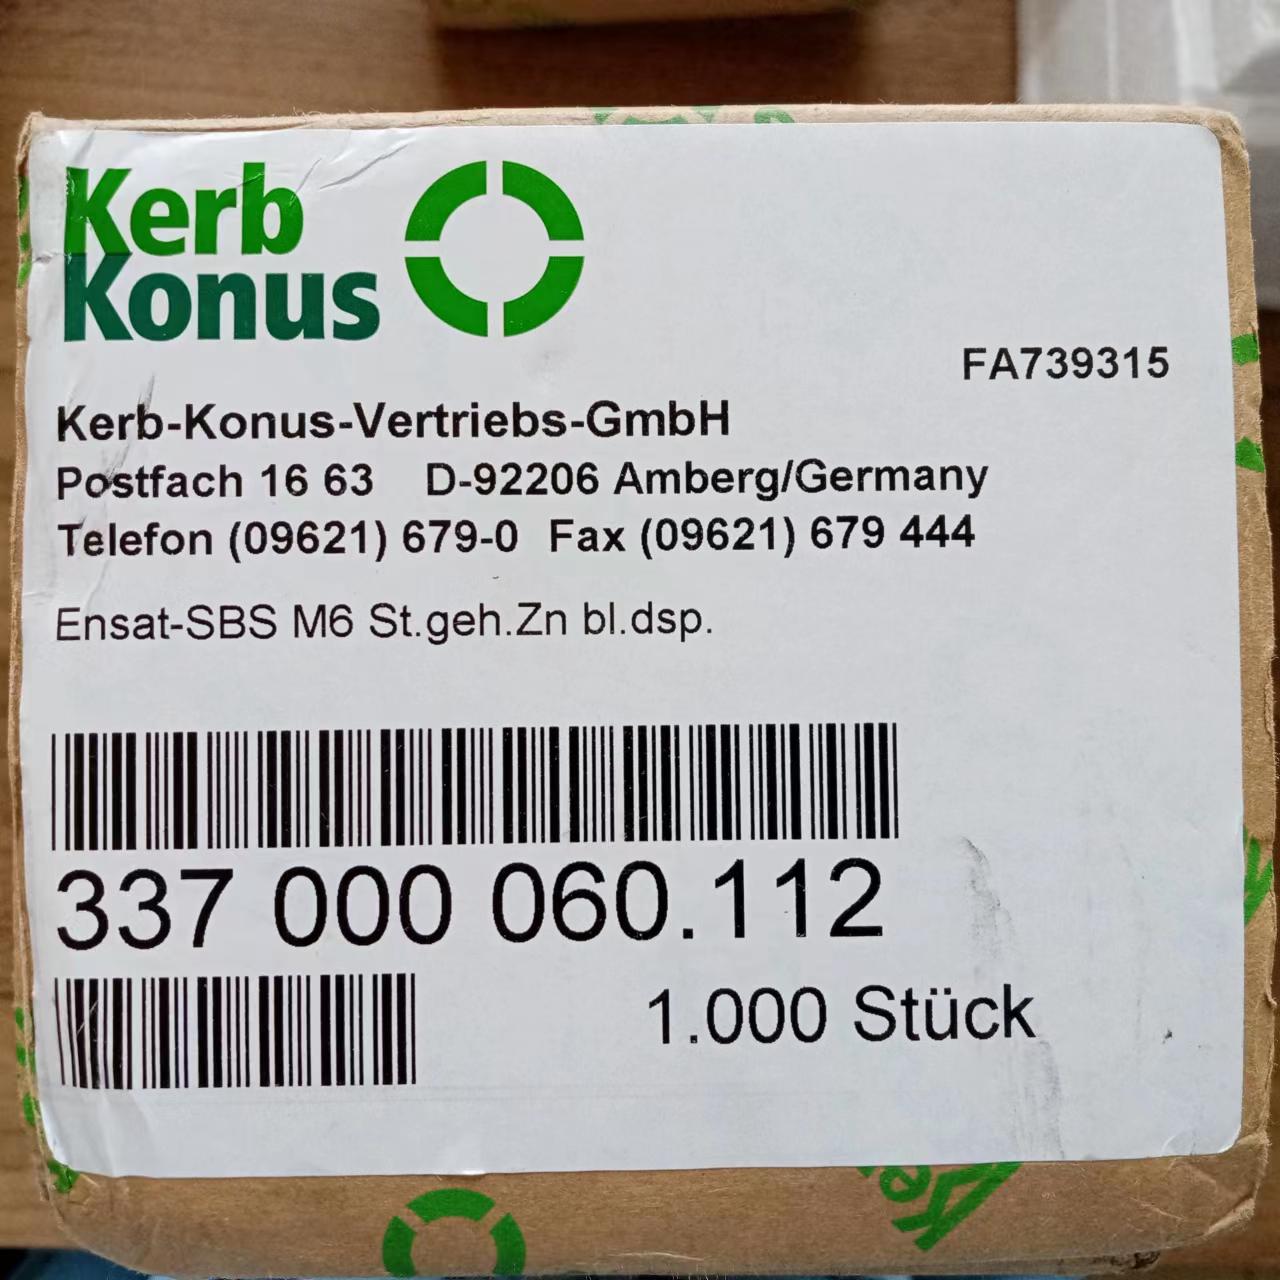 Kerb
Konus
FA739315
Kerb-Konus-Vertriebs-GmbH
Postfach 16 63 D-92206 Amberg/Germany
Telefon (09621) 679-0 Fax (09621) 679 444
Ensat-SBS M6 St.geh.Zn bl.dsp.
337 000 060.112
1.000 Stück
Ke